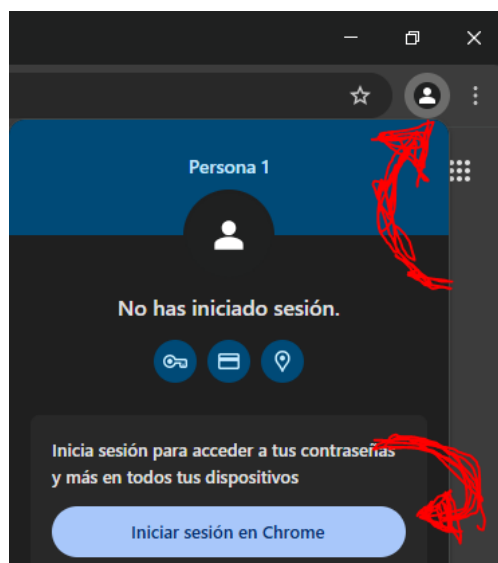 Persona 1
No has iniciado sesión.
Inicia sesión para acceder a tus contraseñas
y más en todos tus dispositivos
Iniciar sesión en Chrome